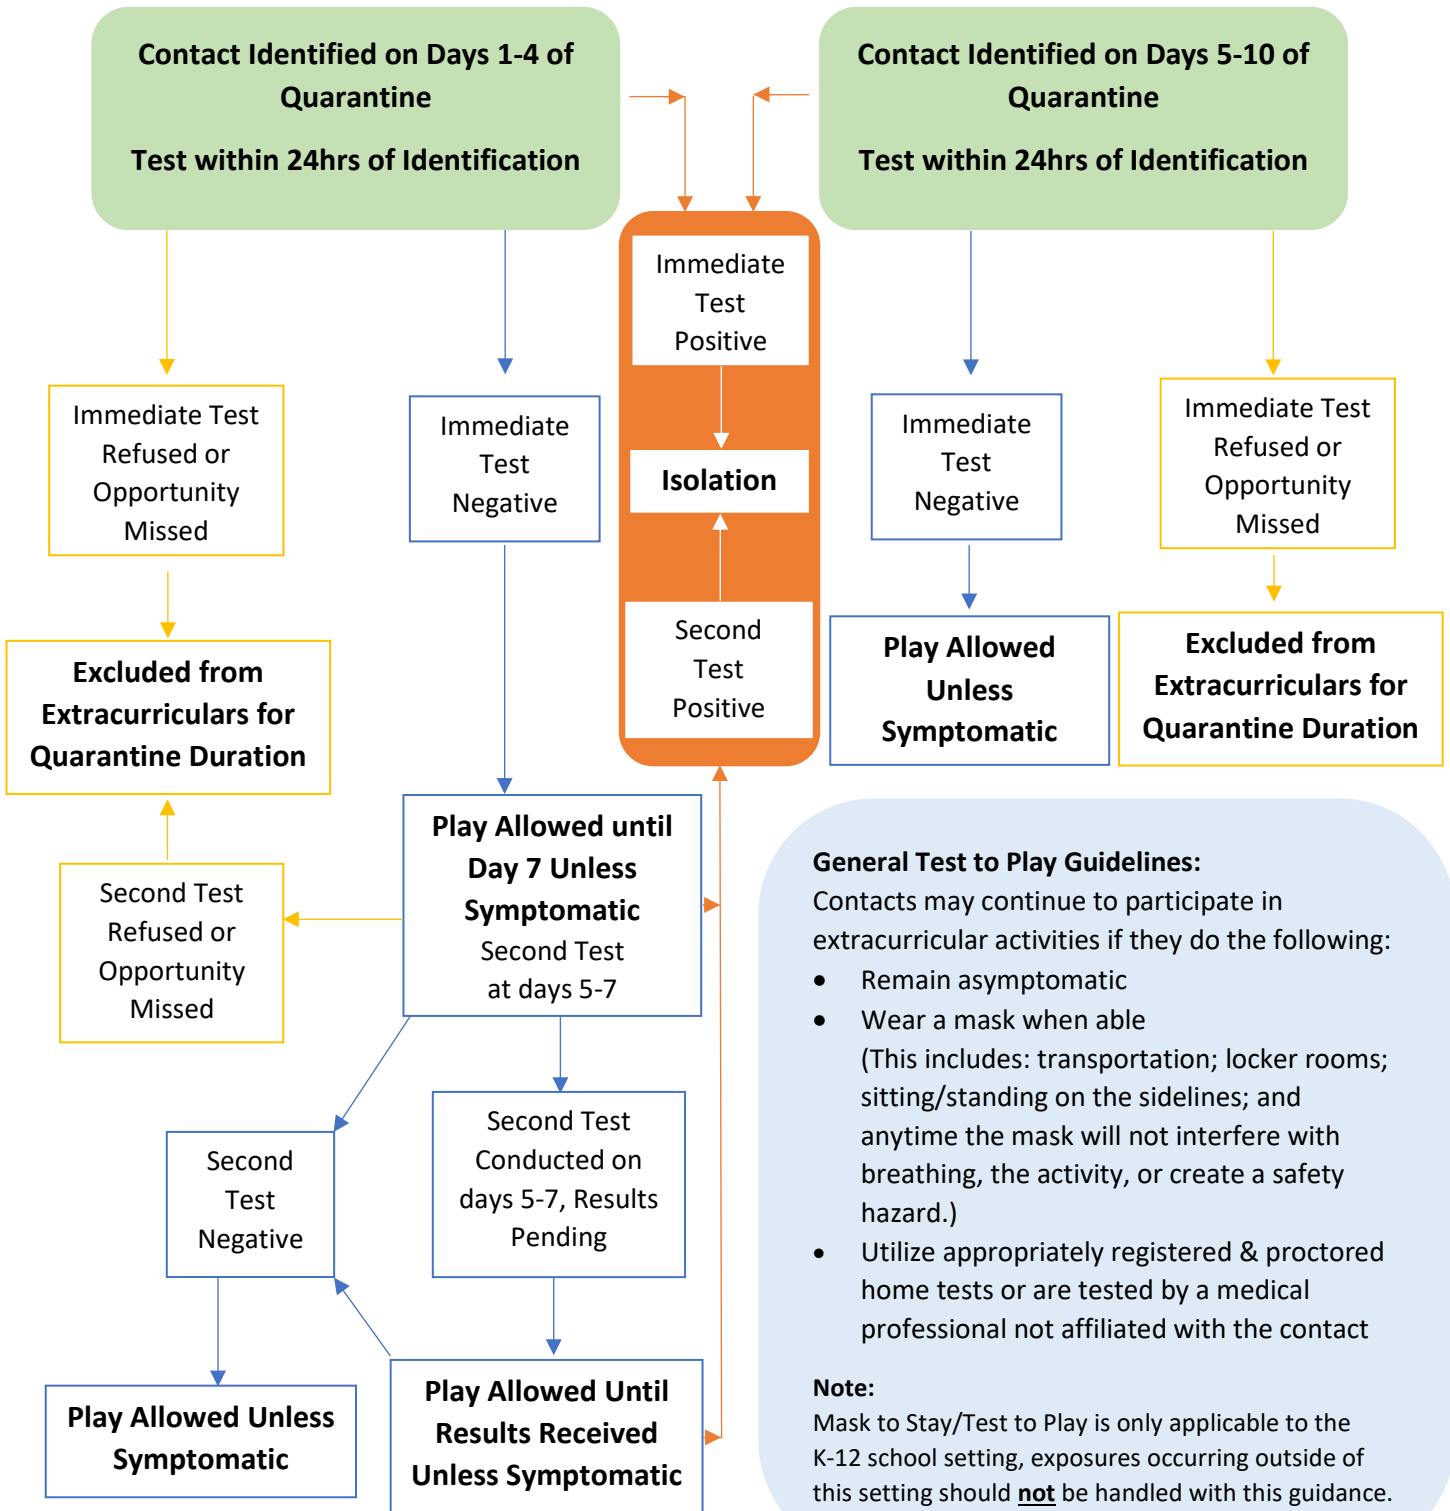 Contact Identified on Days 1-4 of
Quarantine
Test within 24hrs of Identification
Contact Identified on Days 5-10 of
Quarantine
Test within 24hrs of Identification
Immediate
Test
Positive
Isolation
Second
Test
Positive
Immediate Test
Refused or
Opportunity
Missed
Immediate
Test
Negative
Immediate
Test
Negative
Immediate Test
Refused or
Opportunity
Missed
Excluded from
Extracurriculars for
Quarantine Duration
Play Allowed
Unless
Symptomatic
Excluded from
Extracurriculars for
Quarantine Duration
Play Allowed until
Day 7 Unless
Symptomatic
Second Test
at days 5-7
Second Test
Refused or
Opportunity
Missed
Second
Test
Negative
Second Test
Conducted on
days 5-7, Results
Pending
Play Allowed Unless
Symptomatic
Play Allowed Until
Results Received
Unless Symptomatic
General Test to Play Guidelines:
Contacts may continue to participate in
extracurricular activities if they do the following:
• Remain asymptomatic
• Wear a mask when able
(This includes: transportation; locker rooms;
sitting/standing on the sidelines; and
anytime the mask will not interfere with
breathing, the activity, or create a safety
hazard.)
• Utilize appropriately registered & proctored
home tests or are tested by a medical
professional not affiliated with the contact
Note:
Mask to Stay/Test to Play is only applicable to the
K-12 school setting, exposures occurring outside of
this setting should not be handled with this guidance.